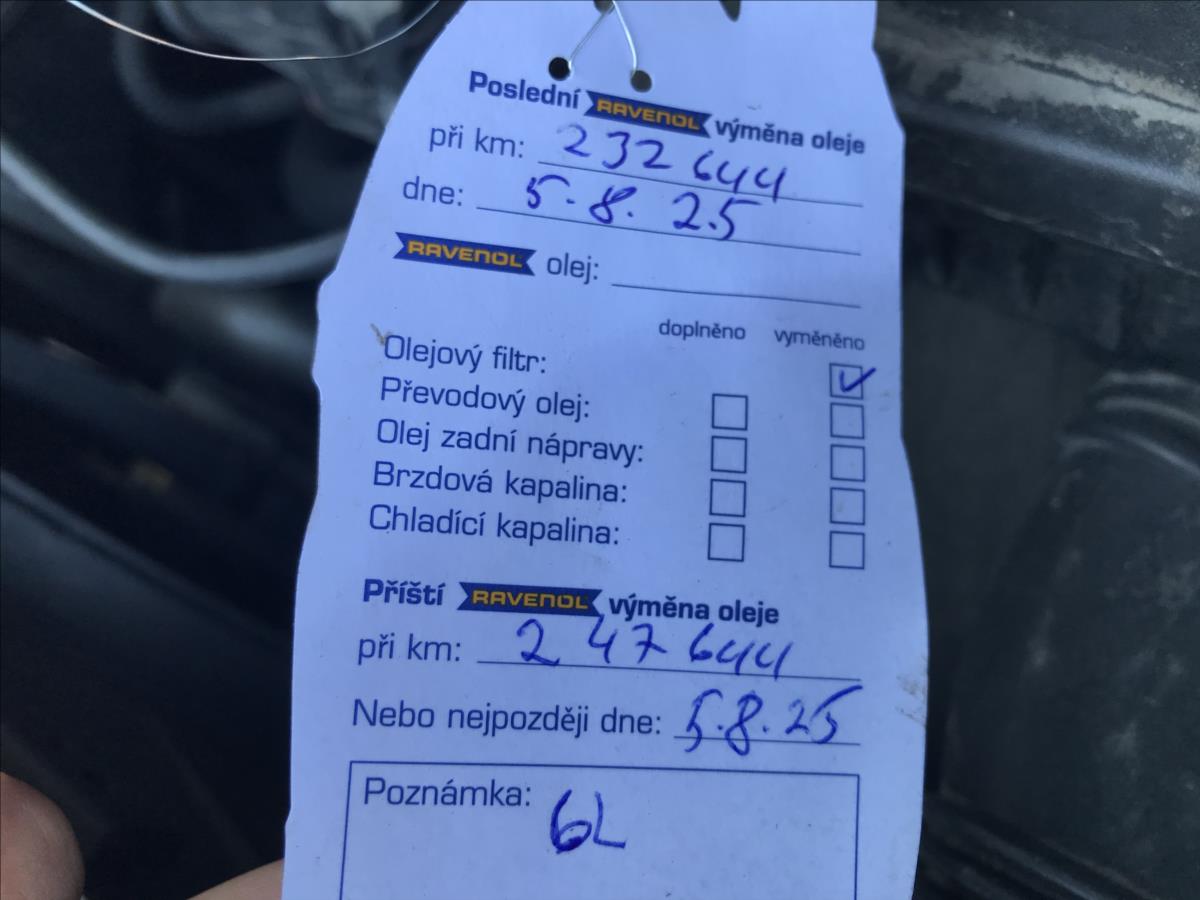 Poslední RAVENOL výměna oleje
při km: 232 644
dne: 5.8.25
RAVENOL olej:
doplněno vyměněno
Olejový filtr:
Převodový olej:
Olej zadní nápravy:
Brzdová kapalina:
Chladící kapalina:
Příští RAVENOL výměna oleje
při km: 247 644
Nebo nejpozději dne: 5.8.25
Poznámka: 6L